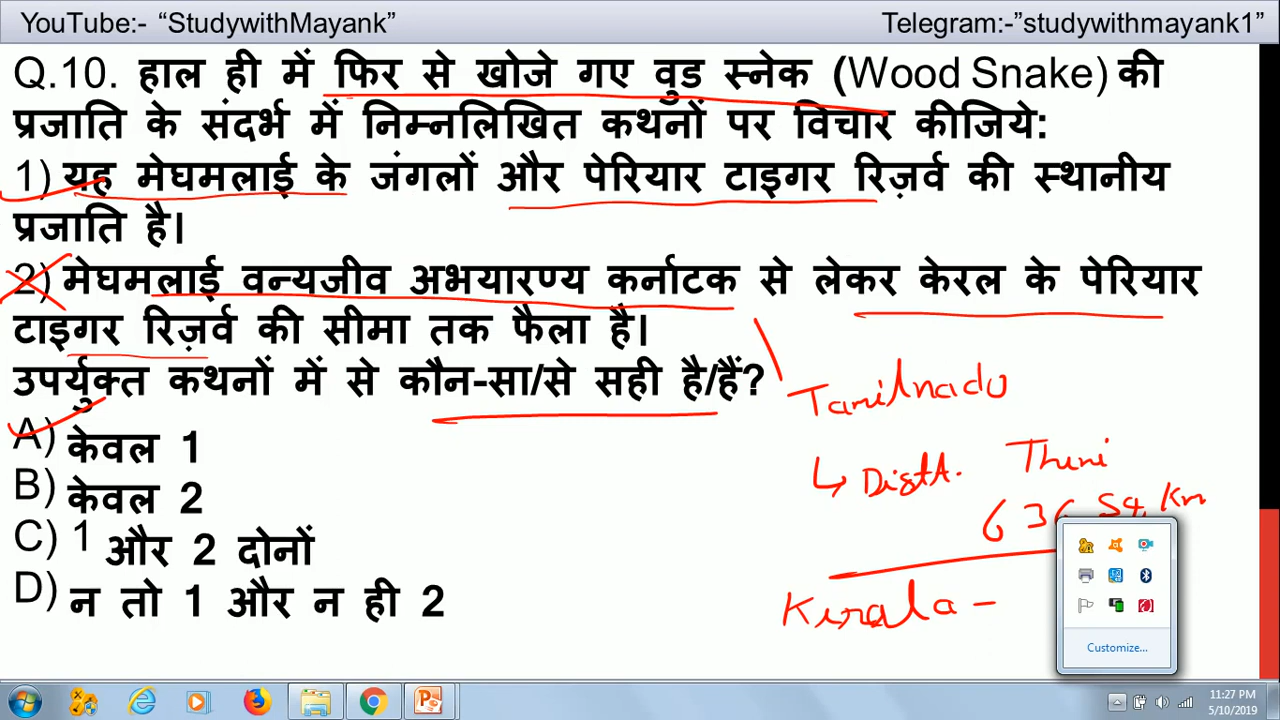 YouTube:- “StudywithMayank” Telegram:-”studywithmayank1”
Q.10. हाल ही में फिर से खोजे गए वुड स्नेक (Wood Snake) की
प्रजाति के संदर्भ में निम्नलिखित कथनों पर विचार कीजिये:
1) यह मेघमलाई के जंगलों और पेरियार टाइगर रिज़र्व की स्थानीय
प्रजाति है।
2) मेघमलाई वन्यजीव अभयारण्य कर्नाटक से लेकर केरल के पेरियार
टाइगर रिज़र्व की सीमा तक फैला है।
उपर्युक्त कथनों में से कौन-सा/से सही है/हैं?
Tamilnadu
A) केवल 1
Theni
↳ Distt.
B) केवल 2
636 Sq Km
C) 1 और 2 दोनों
D) न तो 1 और न ही 2
Kerala -
Customize...
11:27 PM
5/10/2019